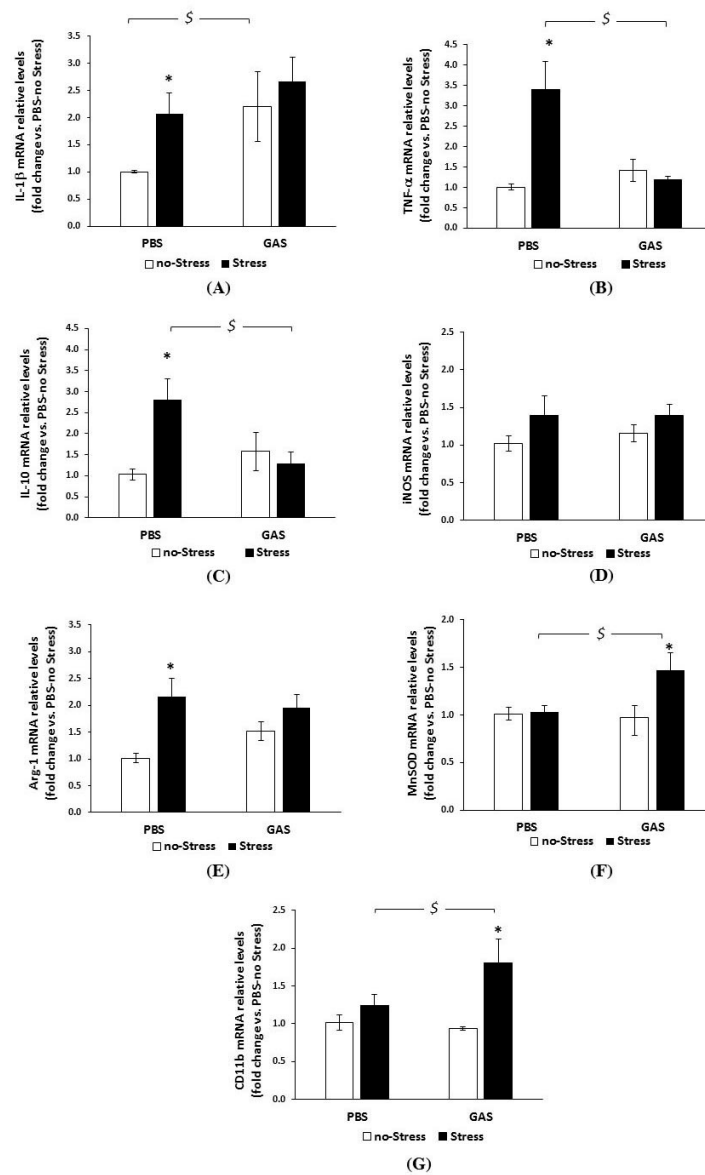 $
IL-1β mRNA relative levels
(fold change vs. PBS-no Stress)
3.5
3.0
2.5
2.0
1.5
1.0
0.5
0.0
*
PBS GAS
no-Stress Stress
(A)
$
TNF-α mRNA relative levels
(fold change vs. PBS-no Stress)
4.5
4.0
3.5
3.0
2.5
2.0
1.5
1.0
0.5
0.0
*
PBS GAS
no-Stress Stress
(B)
$
IL-10 mRNA relative levels
(fold change vs. PBS-no Stress)
4.5
4.0
3.5
3.0
2.5
2.0
1.5
1.0
0.5
0.0
*
PBS GAS
no-Stress Stress
(C)
iNOS mRNA relative levels
(fold change vs. PBS-no Stress)
2.5
2.0
1.5
1.0
0.5
0.0
PBS GAS
no-Stress Stress
(D)
Arg-1 mRNA relative levels
(fold change vs. PBS-no Stress)
3.5
3.0
2.5
2.0
1.5
1.0
0.5
0.0
*
PBS GAS
no-Stress Stress
(E)
$
MnSOD mRNA relative levels
(fold change vs. PBS-no Stress)
2.0
1.5
1.0
0.5
0.0
*
PBS GAS
no-Stress Stress
(F)
$
CD11b mRNA relative levels
(fold change vs. PBS-no Stress)
2.5
2.0
1.5
1.0
0.5
0.0
*
PBS GAS
no-Stress Stress
(G)